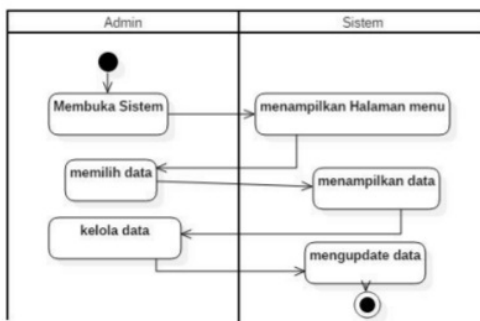 Admin
Sistem
Membuka Sistem
menampilkan Halaman menu
memilih data
menampilkan data
kelola data
mengupdate data